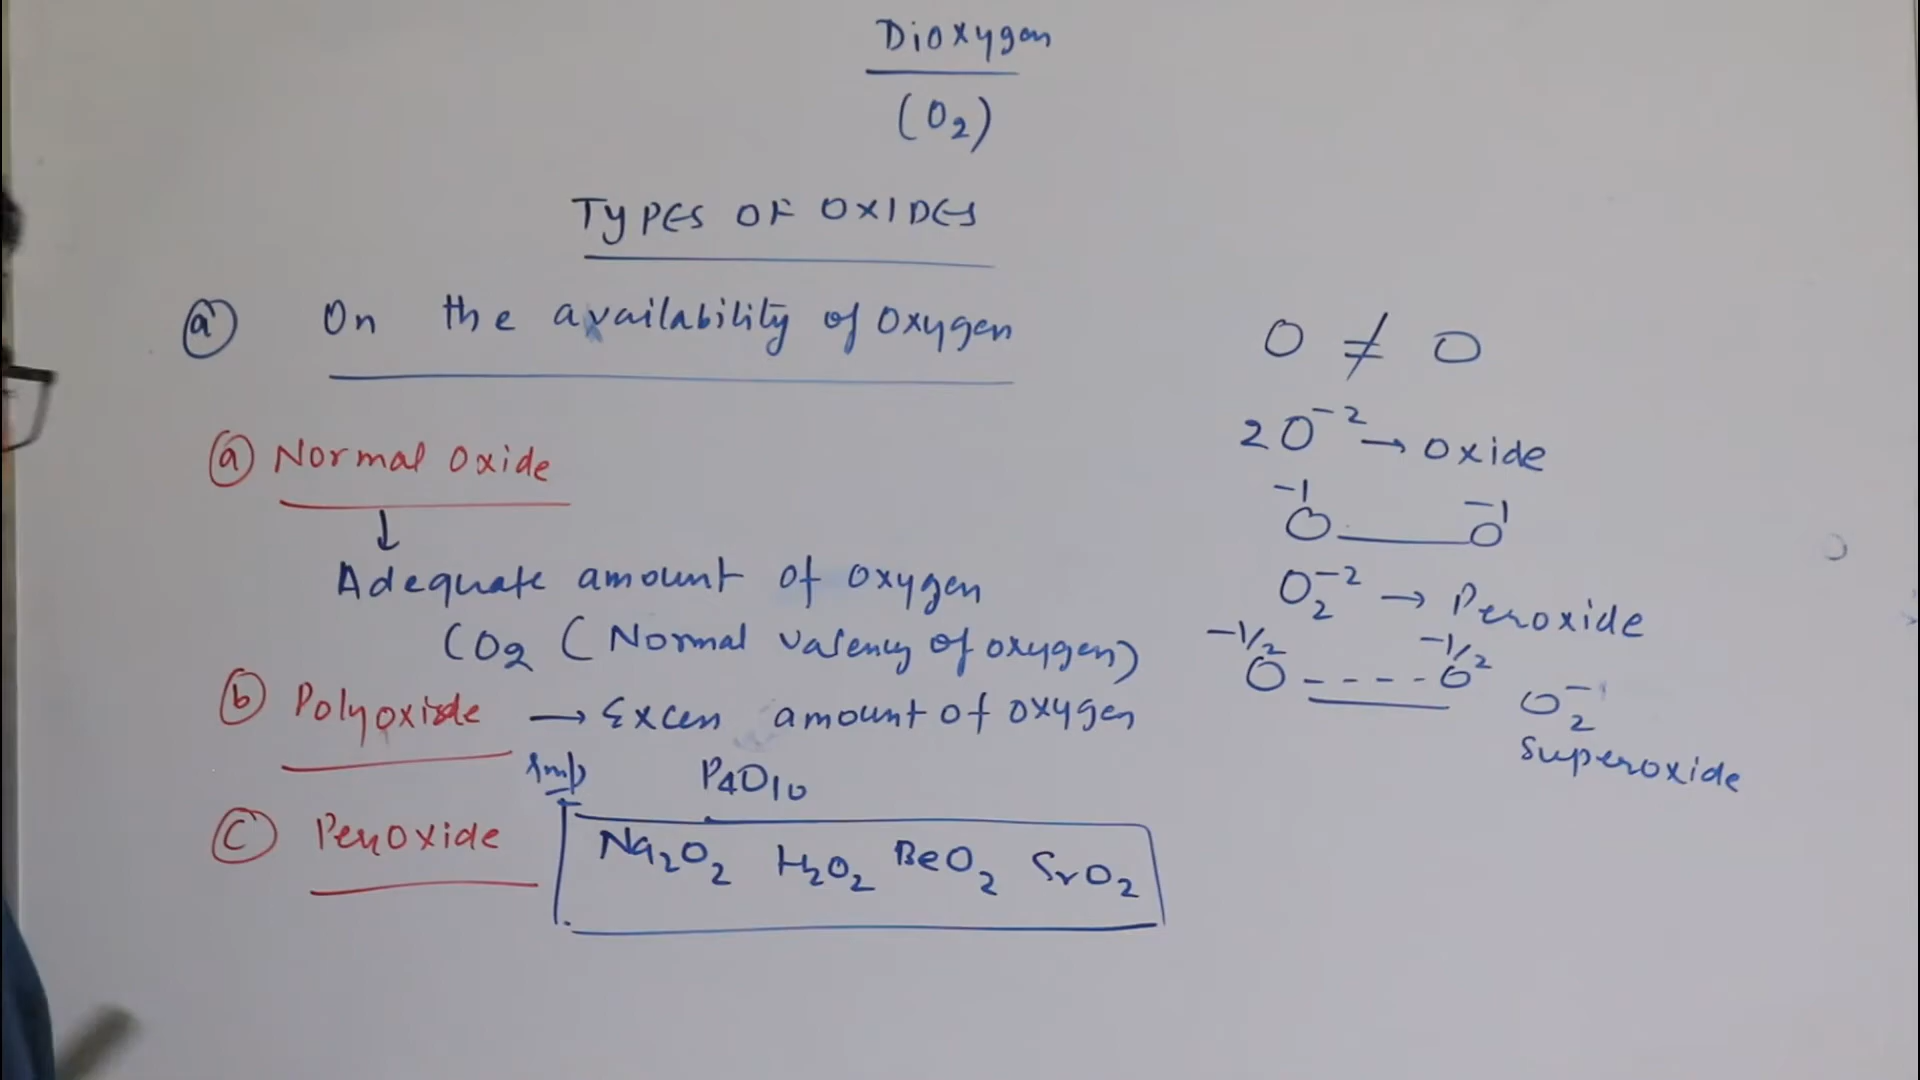 Dioxygen
(O₂)
TYPES OF OXIDES
ⓐ On the availability of Oxygen
ⓐ Normal Oxide
↓
Adequate amount of oxygen
CO₂ (Normal valency of oxygen)
ⓑ Polyoxide → Excess amount of oxygen
Imp P₄O₁₀
ⓒ Peroxide Na₂O₂ H₂O₂ BeO₂ SrO₂
O ≠ O
2O⁻² → Oxide
-1 -1
O — O
O₂⁻² → Peroxide
-1/2 -1/2
O ---- O O₂⁻
Superoxide